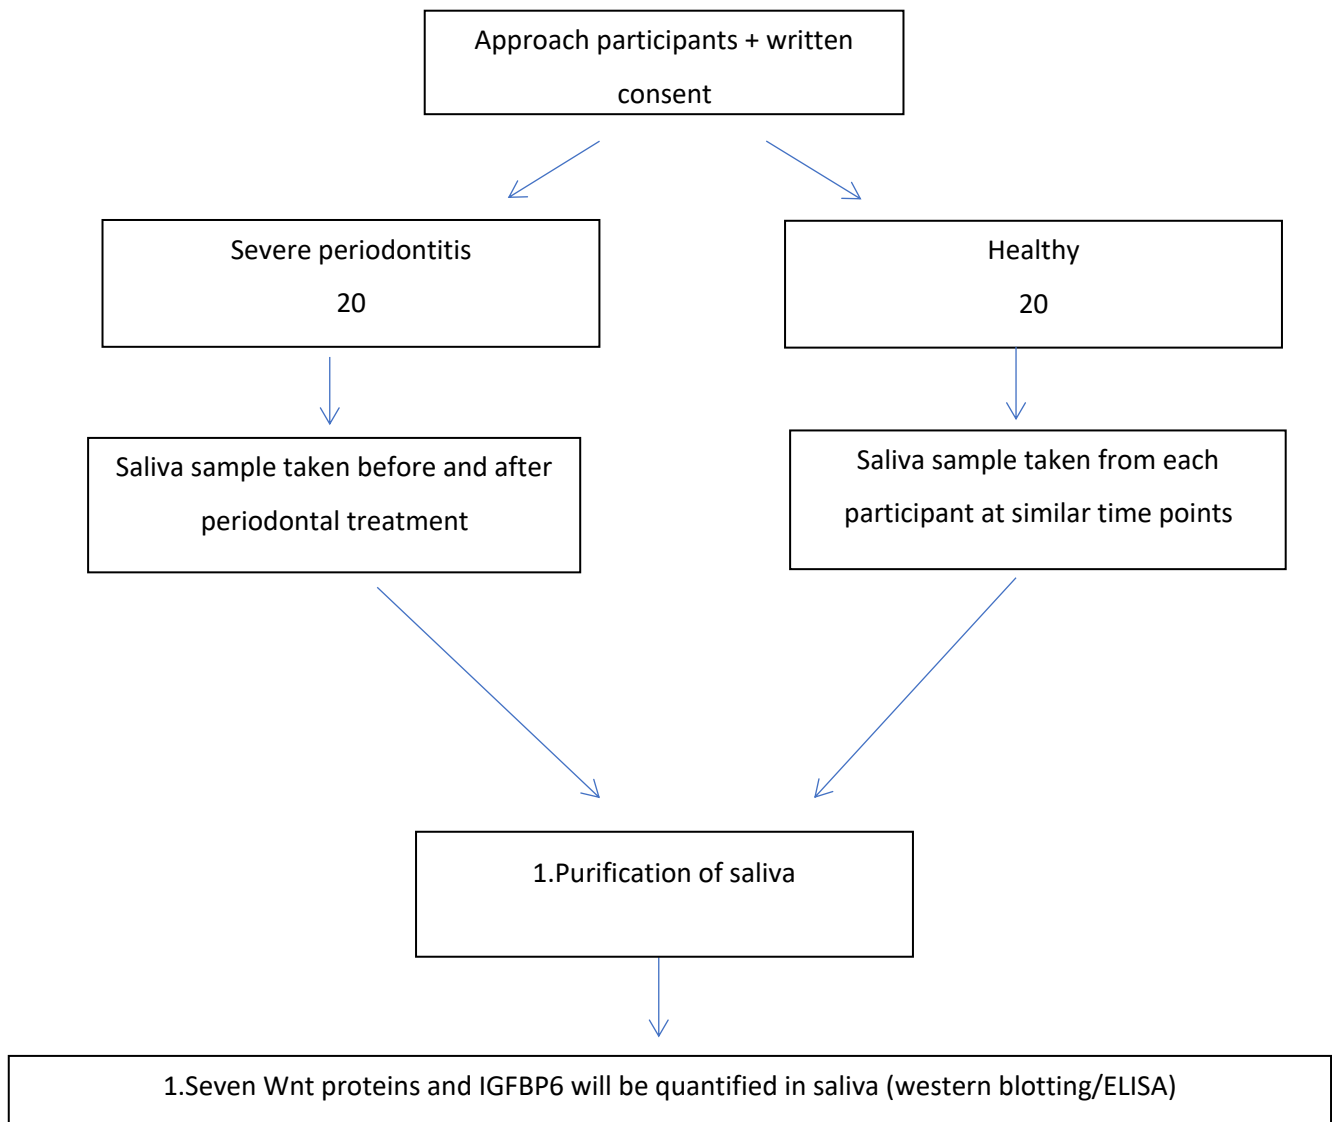 Approach participants + written
consent
Severe periodontitis
20
Healthy
20
Saliva sample taken before and after
periodontal treatment
Saliva sample taken from each
participant at similar time points
1.Purification of saliva
1.Seven Wnt proteins and IGFBP6 will be quantified in saliva (western blotting/ELISA)